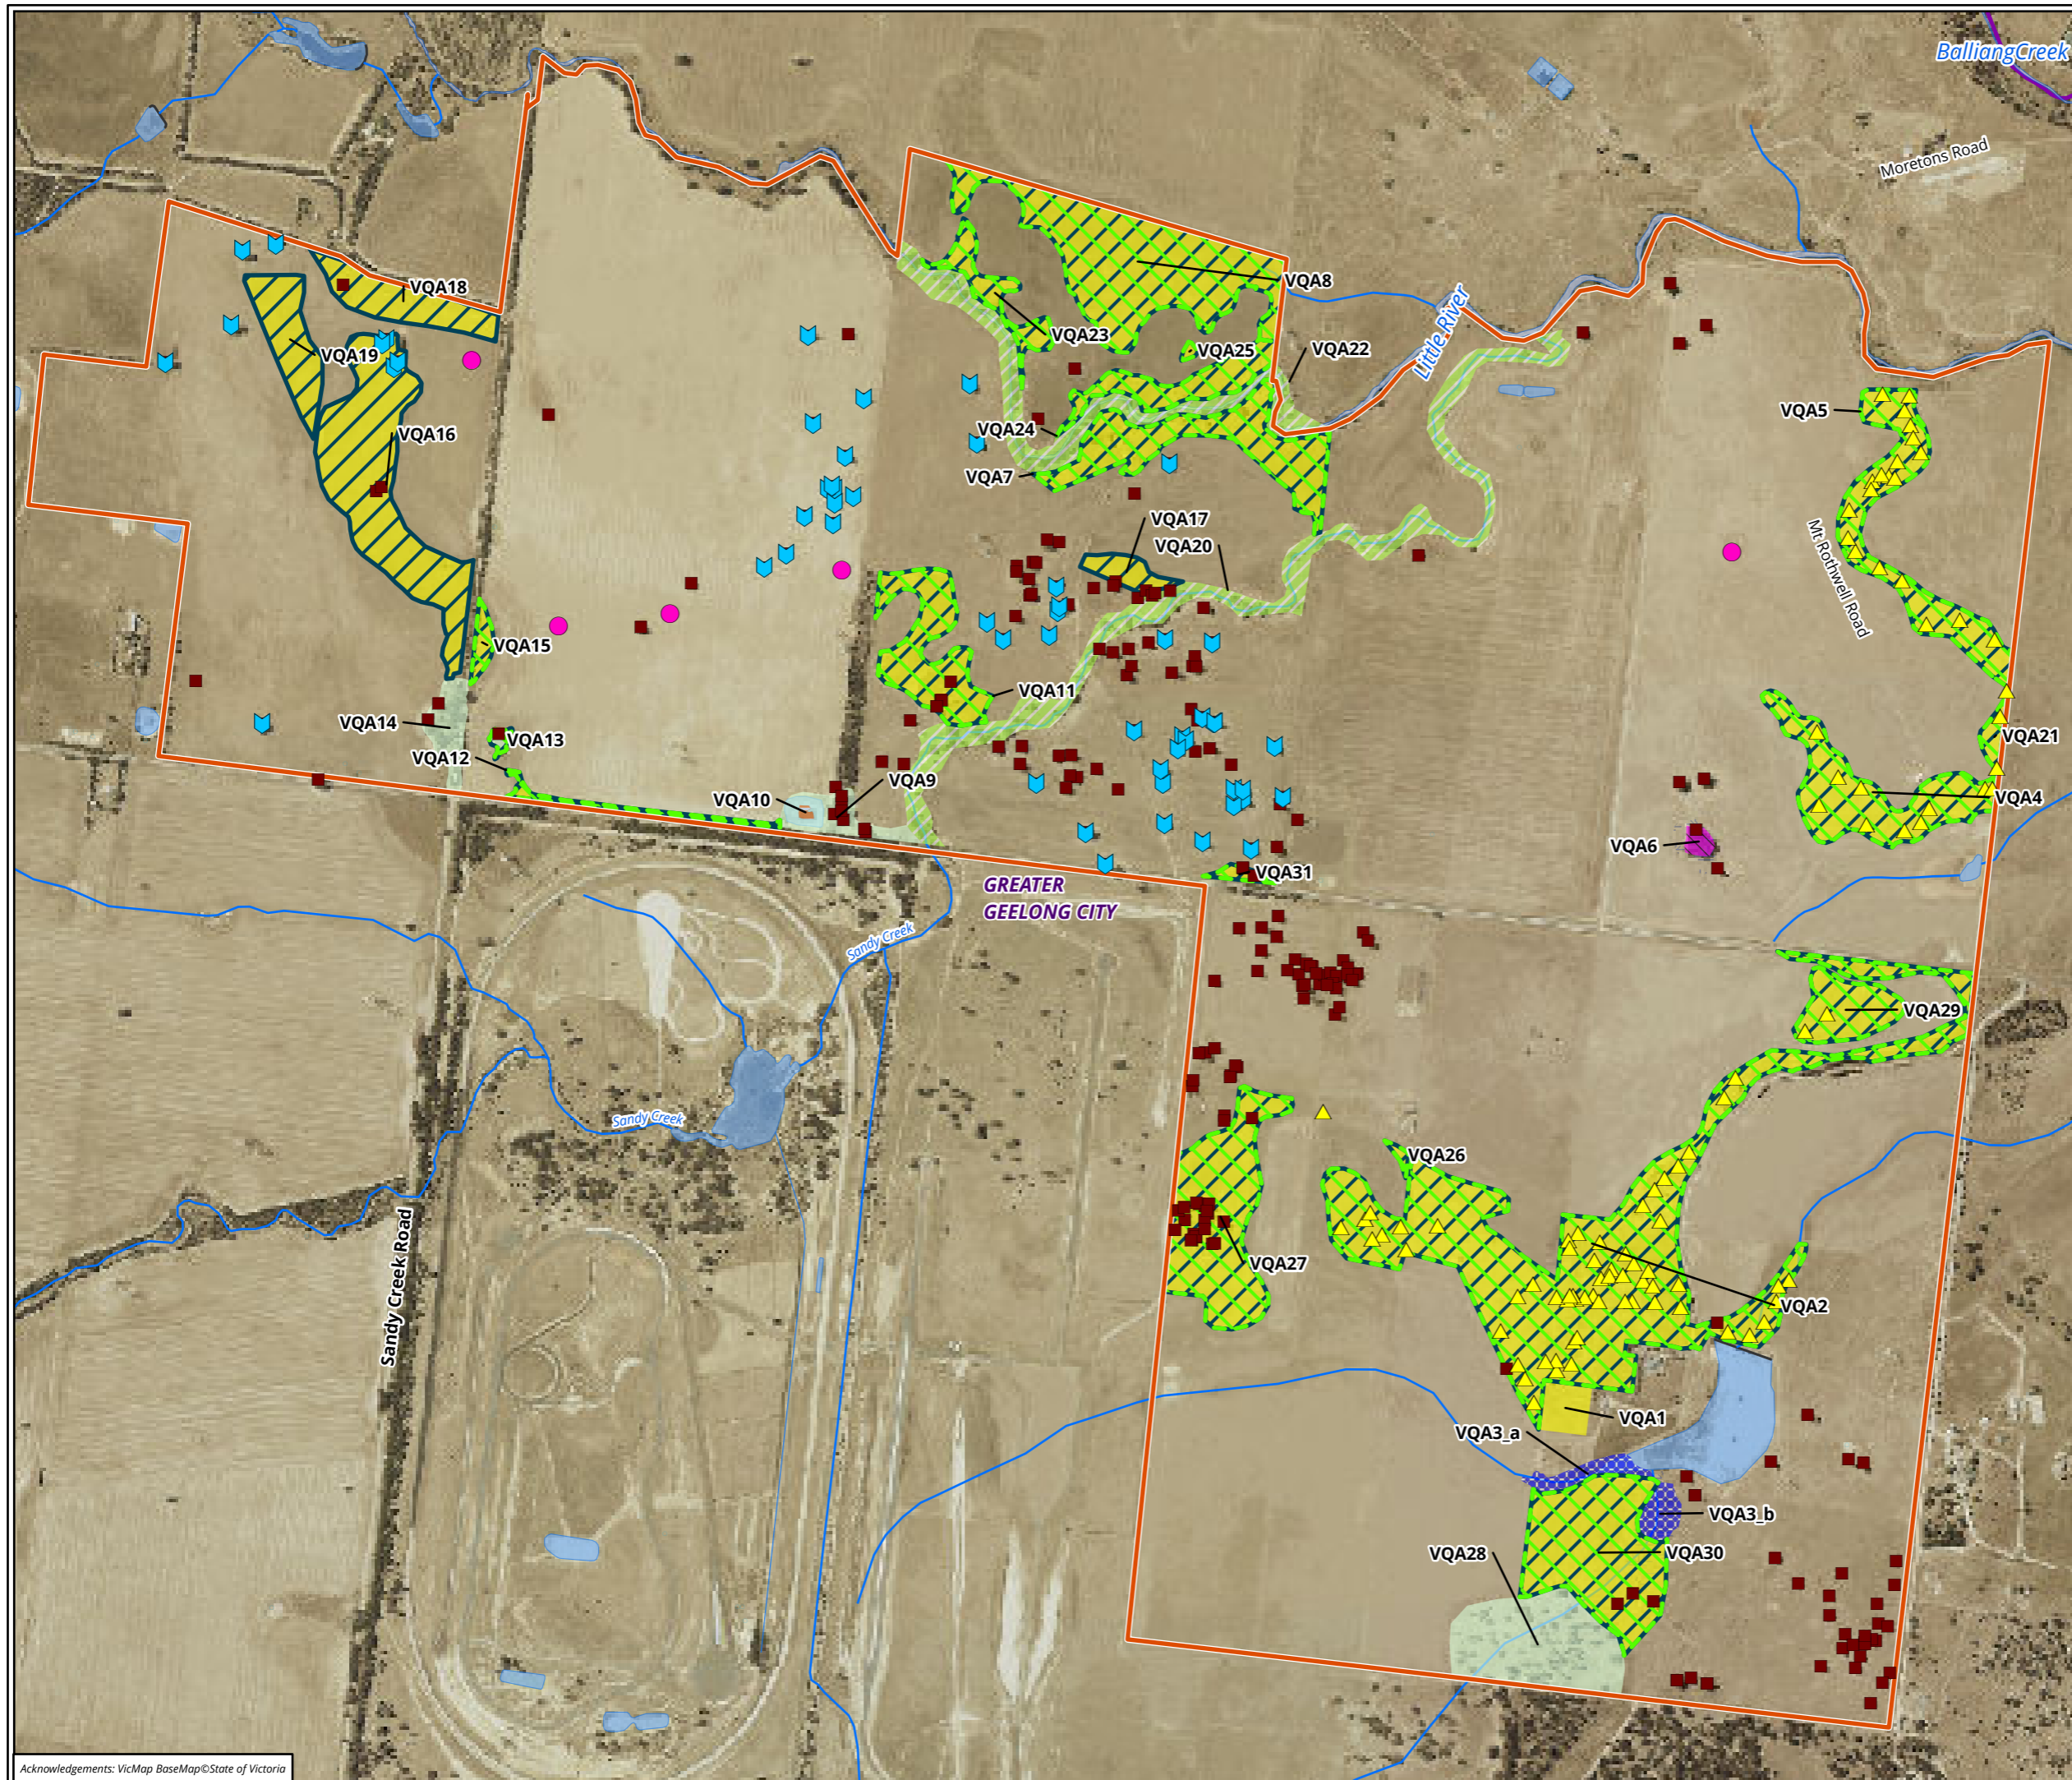 BalliangCreek
Moretons Road
VQA18
VQA8
VQA23
VQA19
VQA25
VQA22
Little River
VQA5
VQA16
VQA24
VQA7
VQA17
VQA20
Mt Rothwell Road
VQA15
VQA11
VQA14
VQA13
VQA12
VQA21
VQA9
VQA10
VQA4
VQA6
VQA31
GREATER
GEELONG CITY
Sandy Creek
VQA29
Sandy Creek
VQA26
VQA27
Sandy Creek Road
VQA2
VQA1
VQA3_a
VQA3_b
VQA28
VQA30
Acknowledgements: VicMap BaseMap©State of Victoria